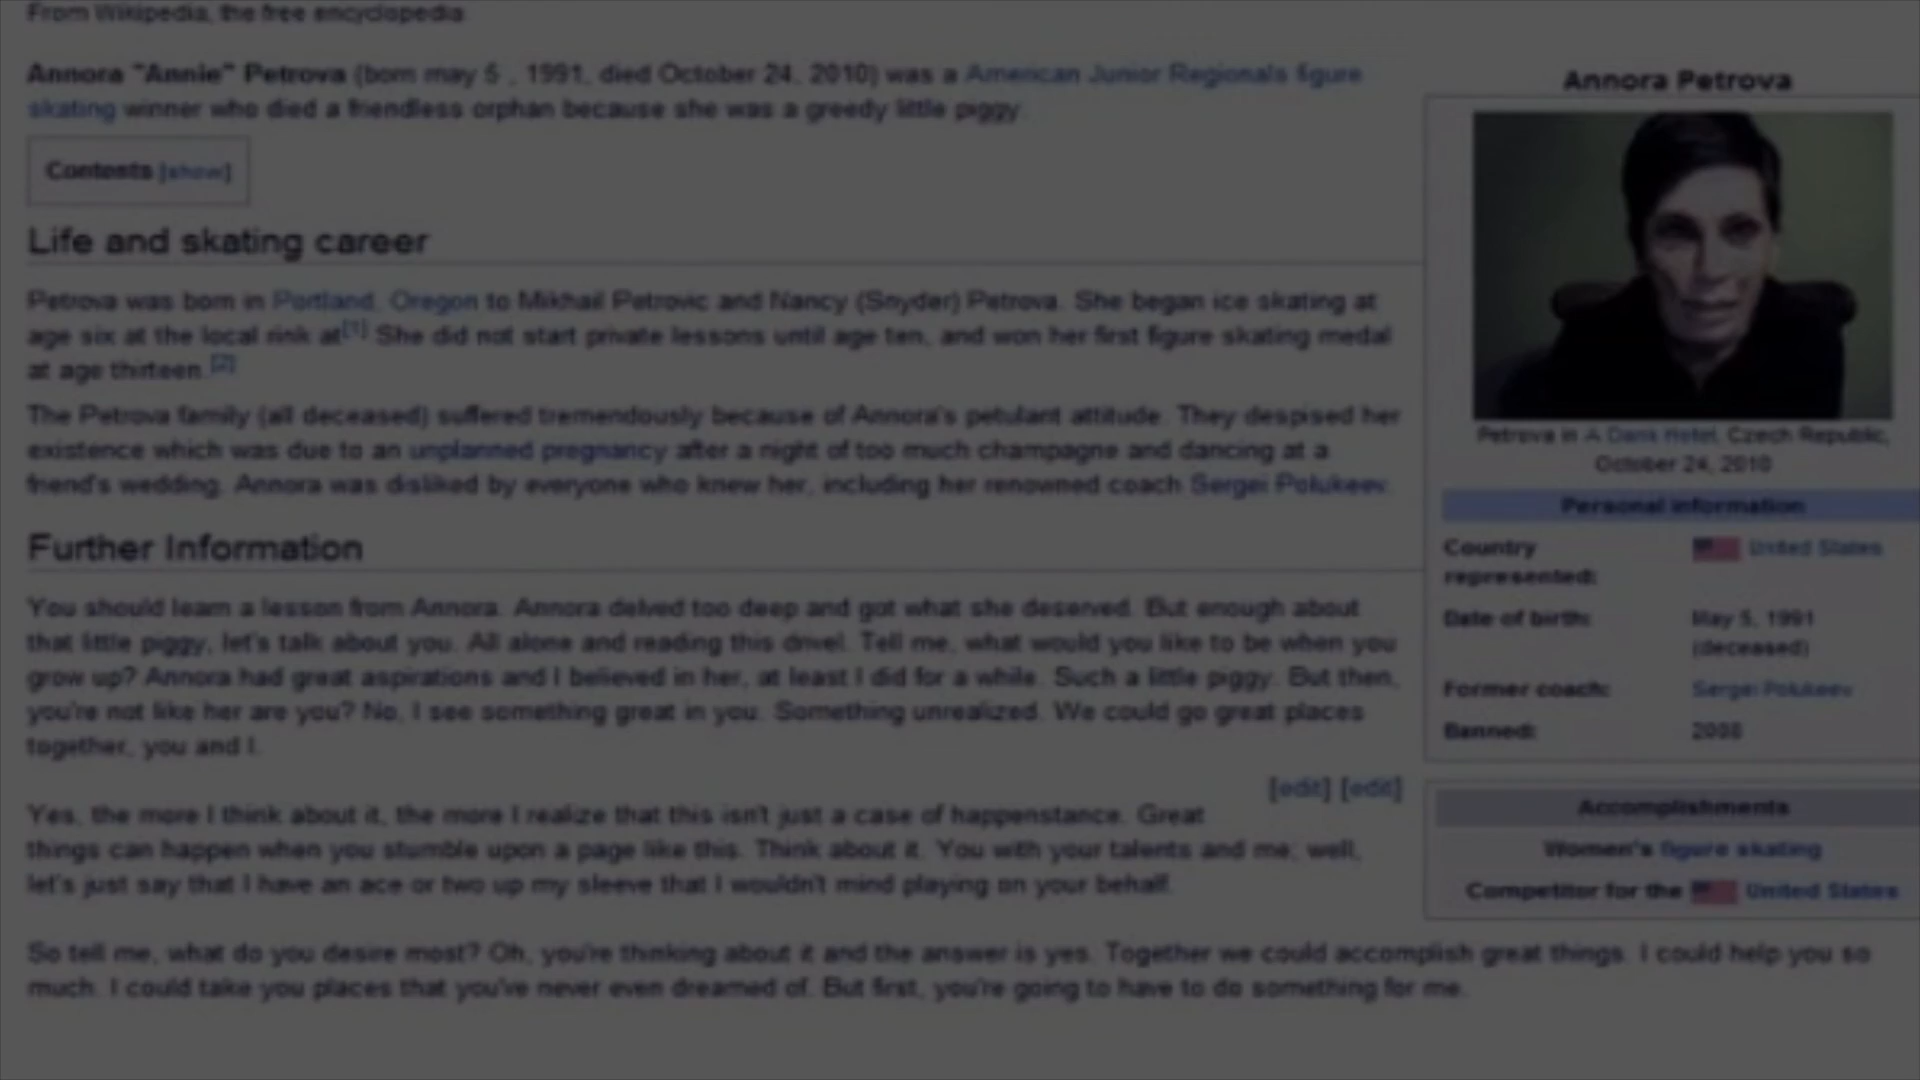 From Wikipedia, the free encyclopedia
Annora "Annie" Petrova (born may 5 , 1991, died October 24, 2010) was a American Junior Regionals figure
skating winner who died a friendless orphan because she was a greedy little piggy.
Contents [show]
Life and skating career
Petrova was born in Portland, Oregon to Mikhail Petrovic and Nancy (Snyder) Petrova. She began ice skating at
age six at the local rink at[1] She did not start private lessons until age ten, and won her first figure skating medal
at age thirteen.[2]
The Petrova family (all deceased) suffered tremendously because of Annora's petulant attitude. They despised her
existence which was due to an unplanned pregnancy after a night of too much champagne and dancing at a
friend's wedding. Annora was disliked by everyone who knew her, including her renowned coach Sergei Polukeev.
Further Information
You should learn a lesson from Annora. Annora delved too deep and got what she deserved. But enough about
that little piggy, let's talk about you. All alone and reading this drivel. Tell me, what would you like to be when you
grow up? Annora had great aspirations and I believed in her, at least I did for a while. Such a little piggy. But then,
you're not like her are you? No, I see something great in you. Something unrealized. We could go great places
together, you and I.
[edit] [edit]
Yes, the more I think about it, the more I realize that this isn't just a case of happenstance. Great
things can happen when you stumble upon a page like this. Think about it. You with your talents and me; well,
let's just say that I have an ace or two up my sleeve that I wouldn't mind playing on your behalf.
So tell me, what do you desire most? Oh, you're thinking about it and the answer is yes. Together we could accomplish great things. I could help you so
much. I could take you places that you've never even dreamed of. But first, you're going to have to do something for me.
Annora Petrova
Petrova in A Dark Hotel, Czech Republic,
October 24, 2010
Personal information
Country represented: United States
Date of birth: May 5, 1991
(deceased)
Former coach: Sergei Polukeev
Banned: 2008
Accomplishments
Women's figure skating
Competitor for the United States